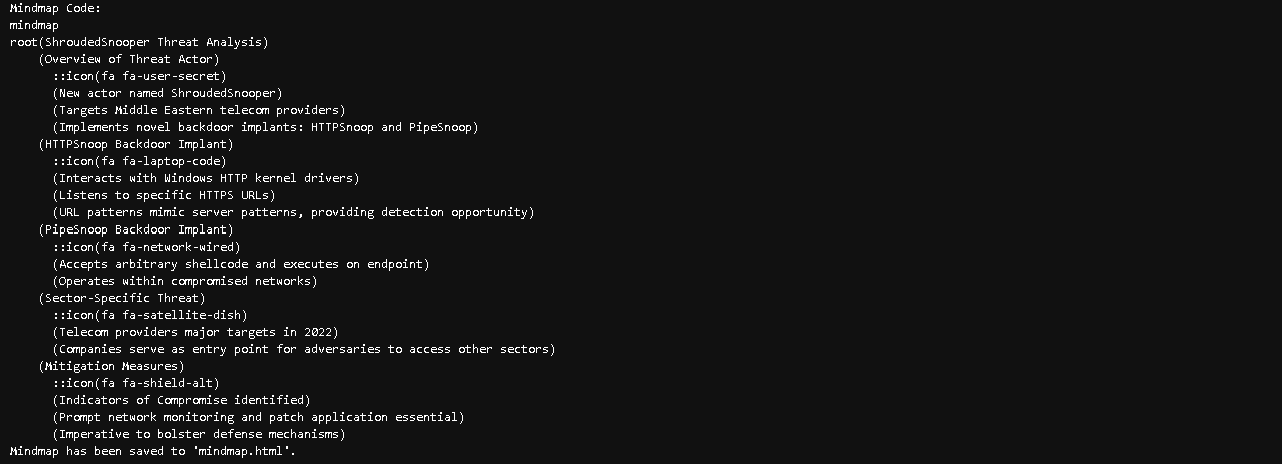 Mindmap Code:
mindmap
root(ShroudedSnooper Threat Analysis)
    (Overview of Threat Actor)
      ::icon(fa fa-user-secret)
      (New actor named ShroudedSnooper)
      (Targets Middle Eastern telecom providers)
      (Implements novel backdoor implants: HTTPSnoop and PipeSnoop)
    (HTTPSnoop Backdoor Implant)
      ::icon(fa fa-laptop-code)
      (Interacts with Windows HTTP kernel drivers)
      (Listens to specific HTTPS URLs)
      (URL patterns mimic server patterns, providing detection opportunity)
    (PipeSnoop Backdoor Implant)
      ::icon(fa fa-network-wired)
      (Accepts arbitrary shellcode and executes on endpoint)
      (Operates within compromised networks)
    (Sector-Specific Threat)
      ::icon(fa fa-satellite-dish)
      (Telecom providers major targets in 2022)
      (Companies serve as entry point for adversaries to access other sectors)
    (Mitigation Measures)
      ::icon(fa fa-shield-alt)
      (Indicators of Compromise identified)
      (Prompt network monitoring and patch application essential)
      (Imperative to bolster defense mechanisms)
Mindmap has been saved to 'mindmap.html'.